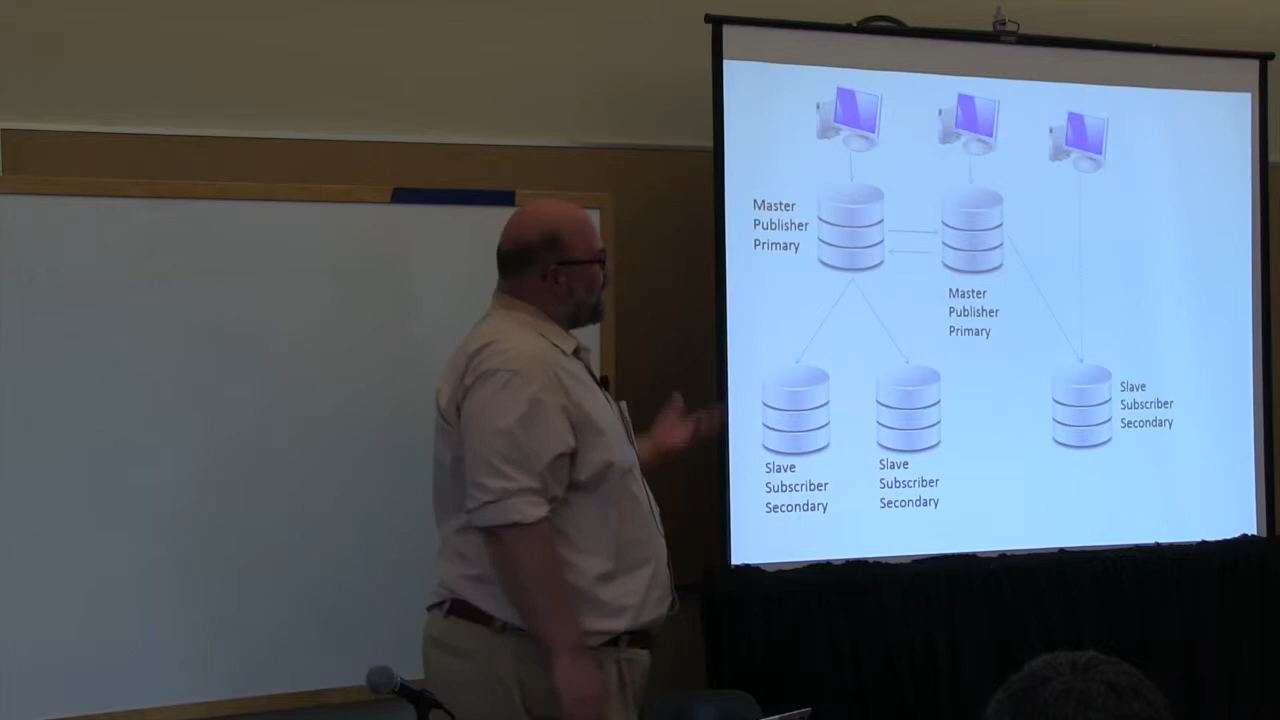 Master
Publisher
Primary
Master
Publisher
Primary
Slave
Subscriber
Secondary
Slave
Subscriber
Secondary
Slave
Subscriber
Secondary